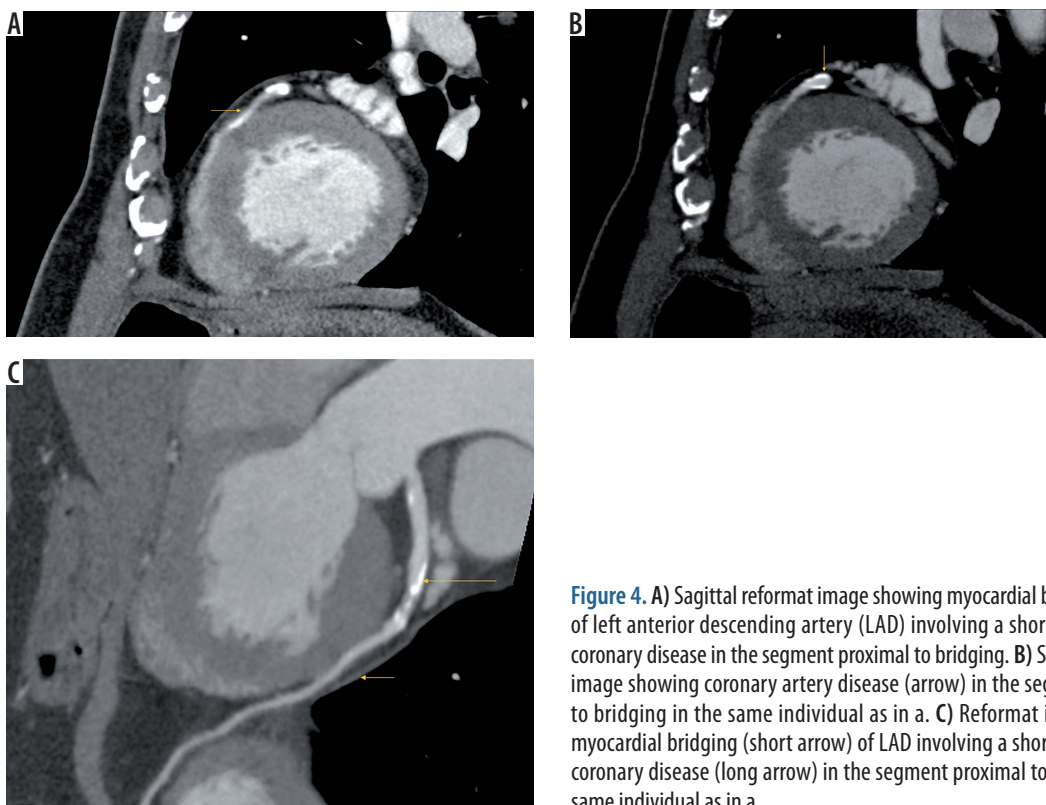 A
B
C
Figure 4. A) Sagittal reformat image showing myocardial b
of left anterior descending artery (LAD) involving a shor
coronary disease in the segment proximal to bridging. B) S
image showing coronary artery disease (arrow) in the seg
to bridging in the same individual as in a. C) Reformat i
myocardial bridging (short arrow) of LAD involving a shor
coronary disease (long arrow) in the segment proximal to
same individual as in a